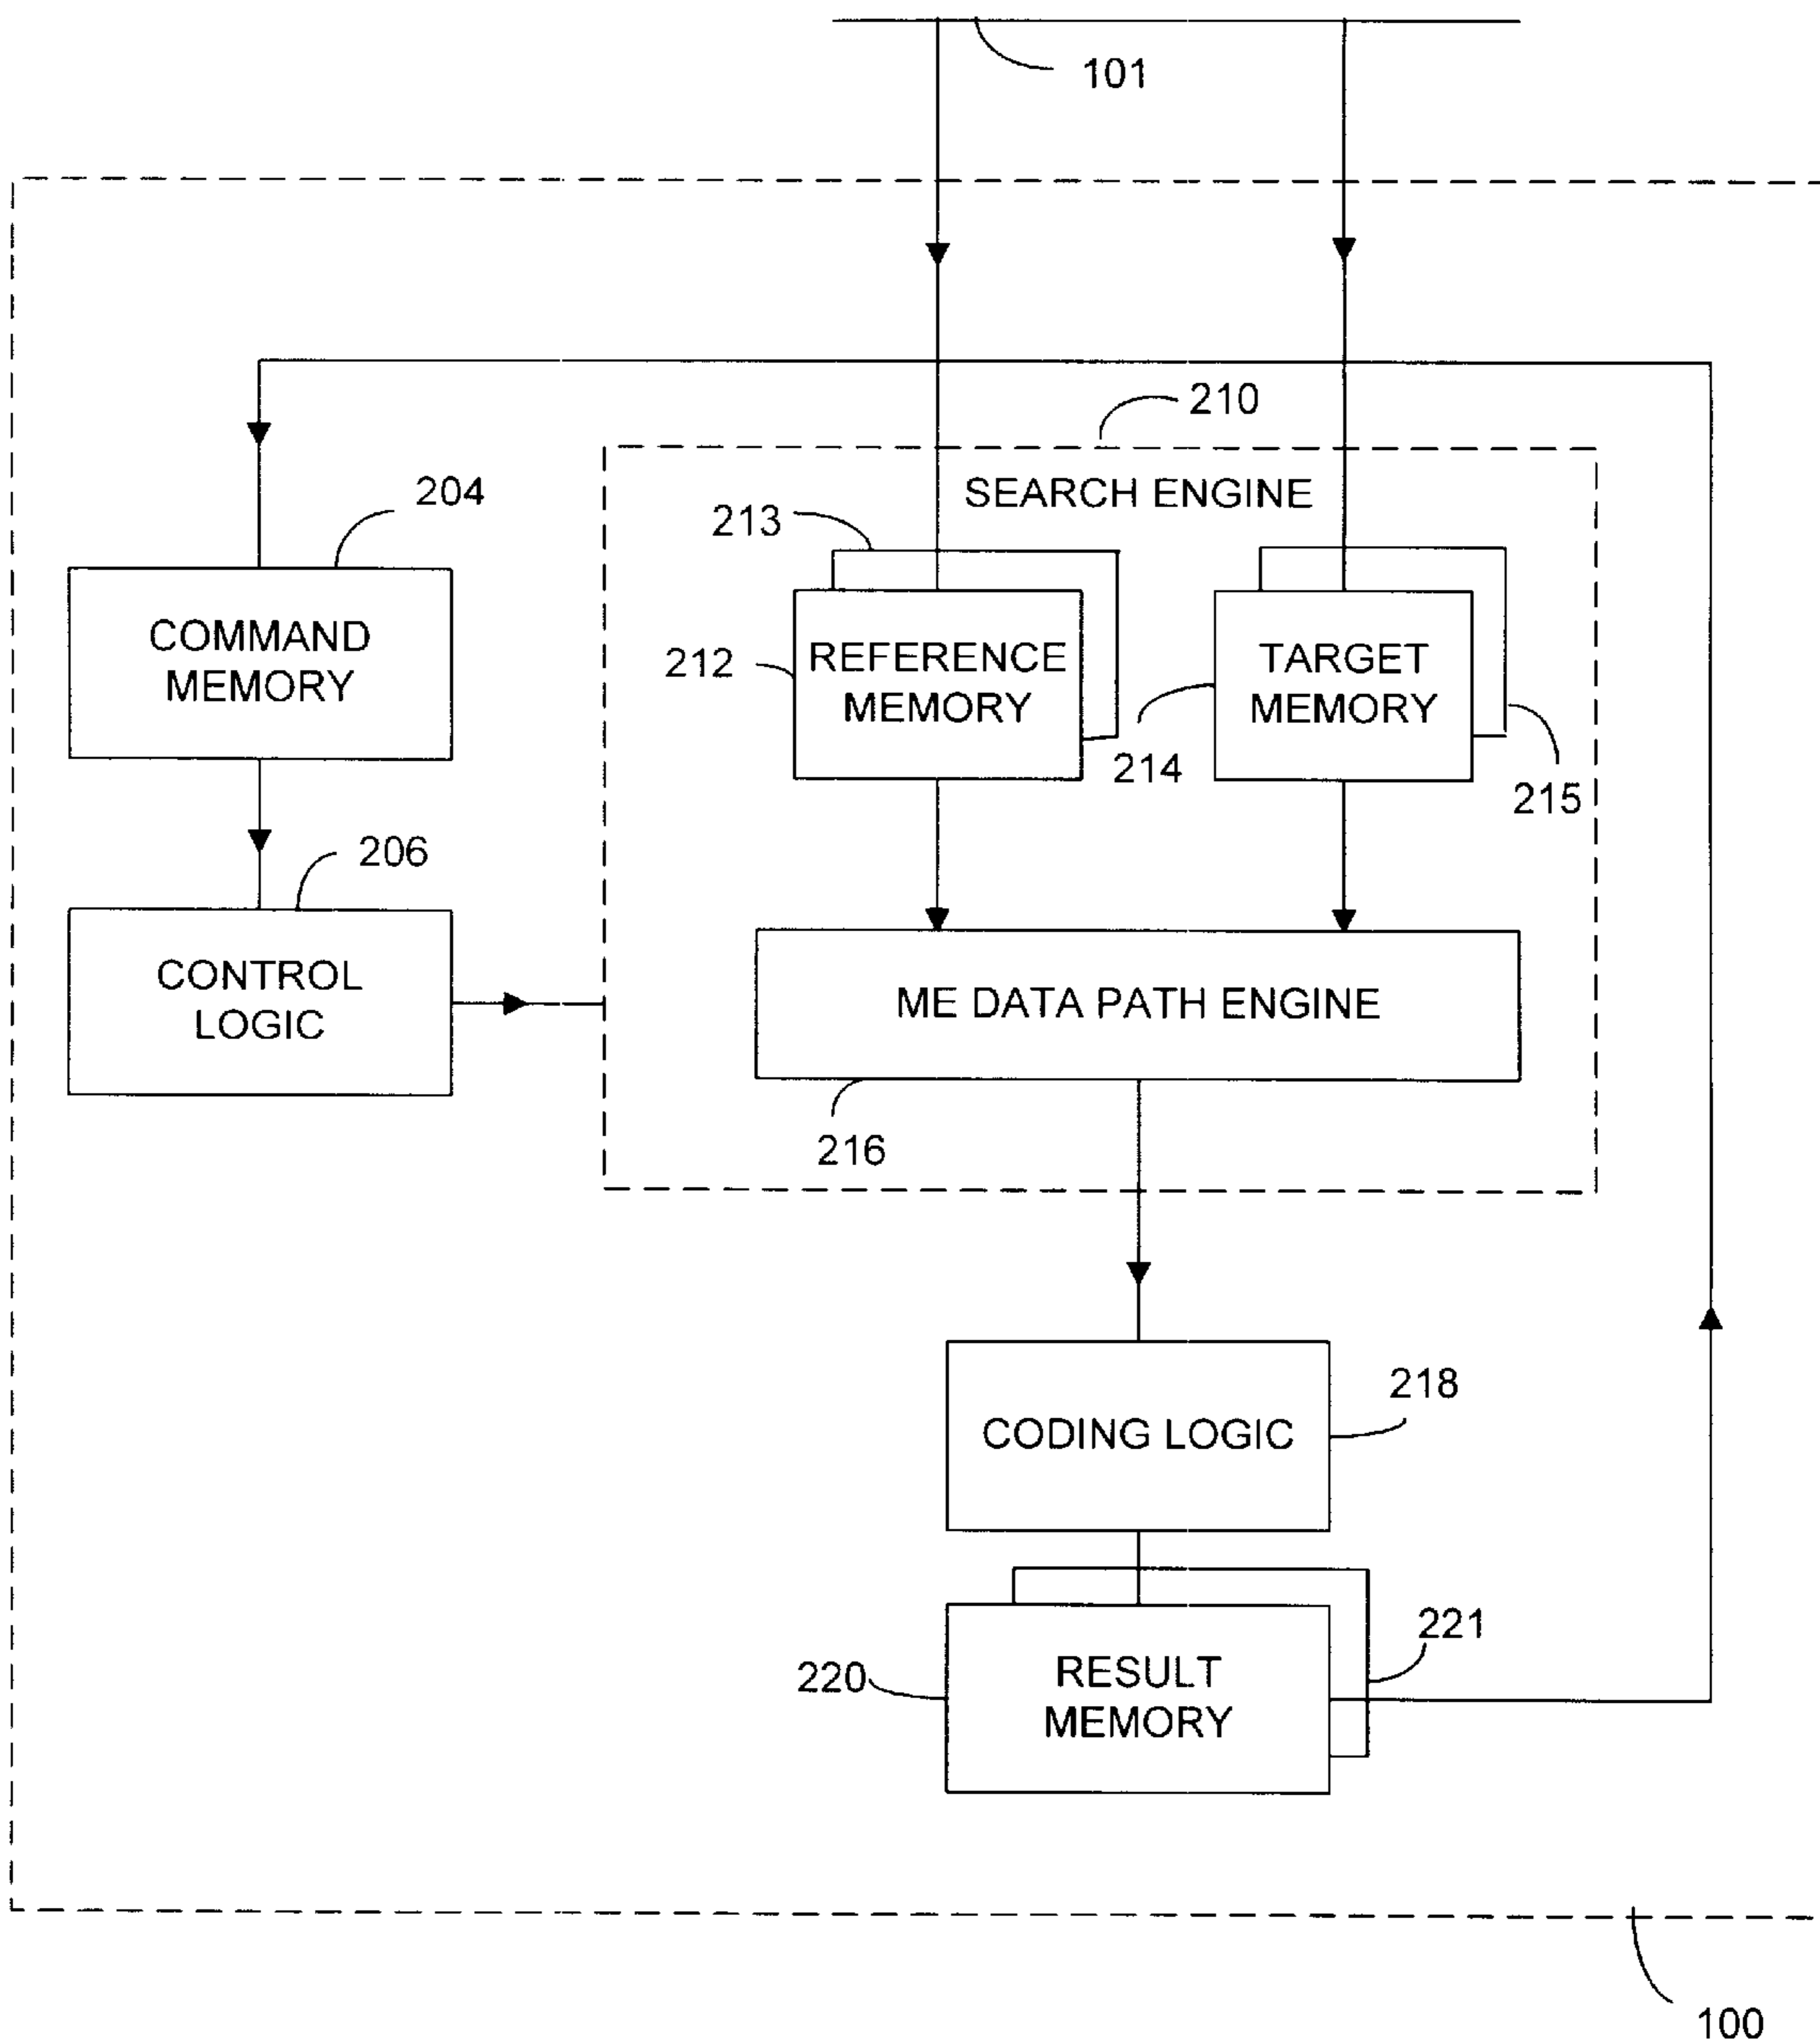 101
210
SEARCH ENGINE
204
213
COMMAND
MEMORY
212
REFERENCE
MEMORY
TARGET
MEMORY
214
215
206
CONTROL
LOGIC
ME DATA PATH ENGINE
216
218
CODING LOGIC
221
220
RESULT
MEMORY
100